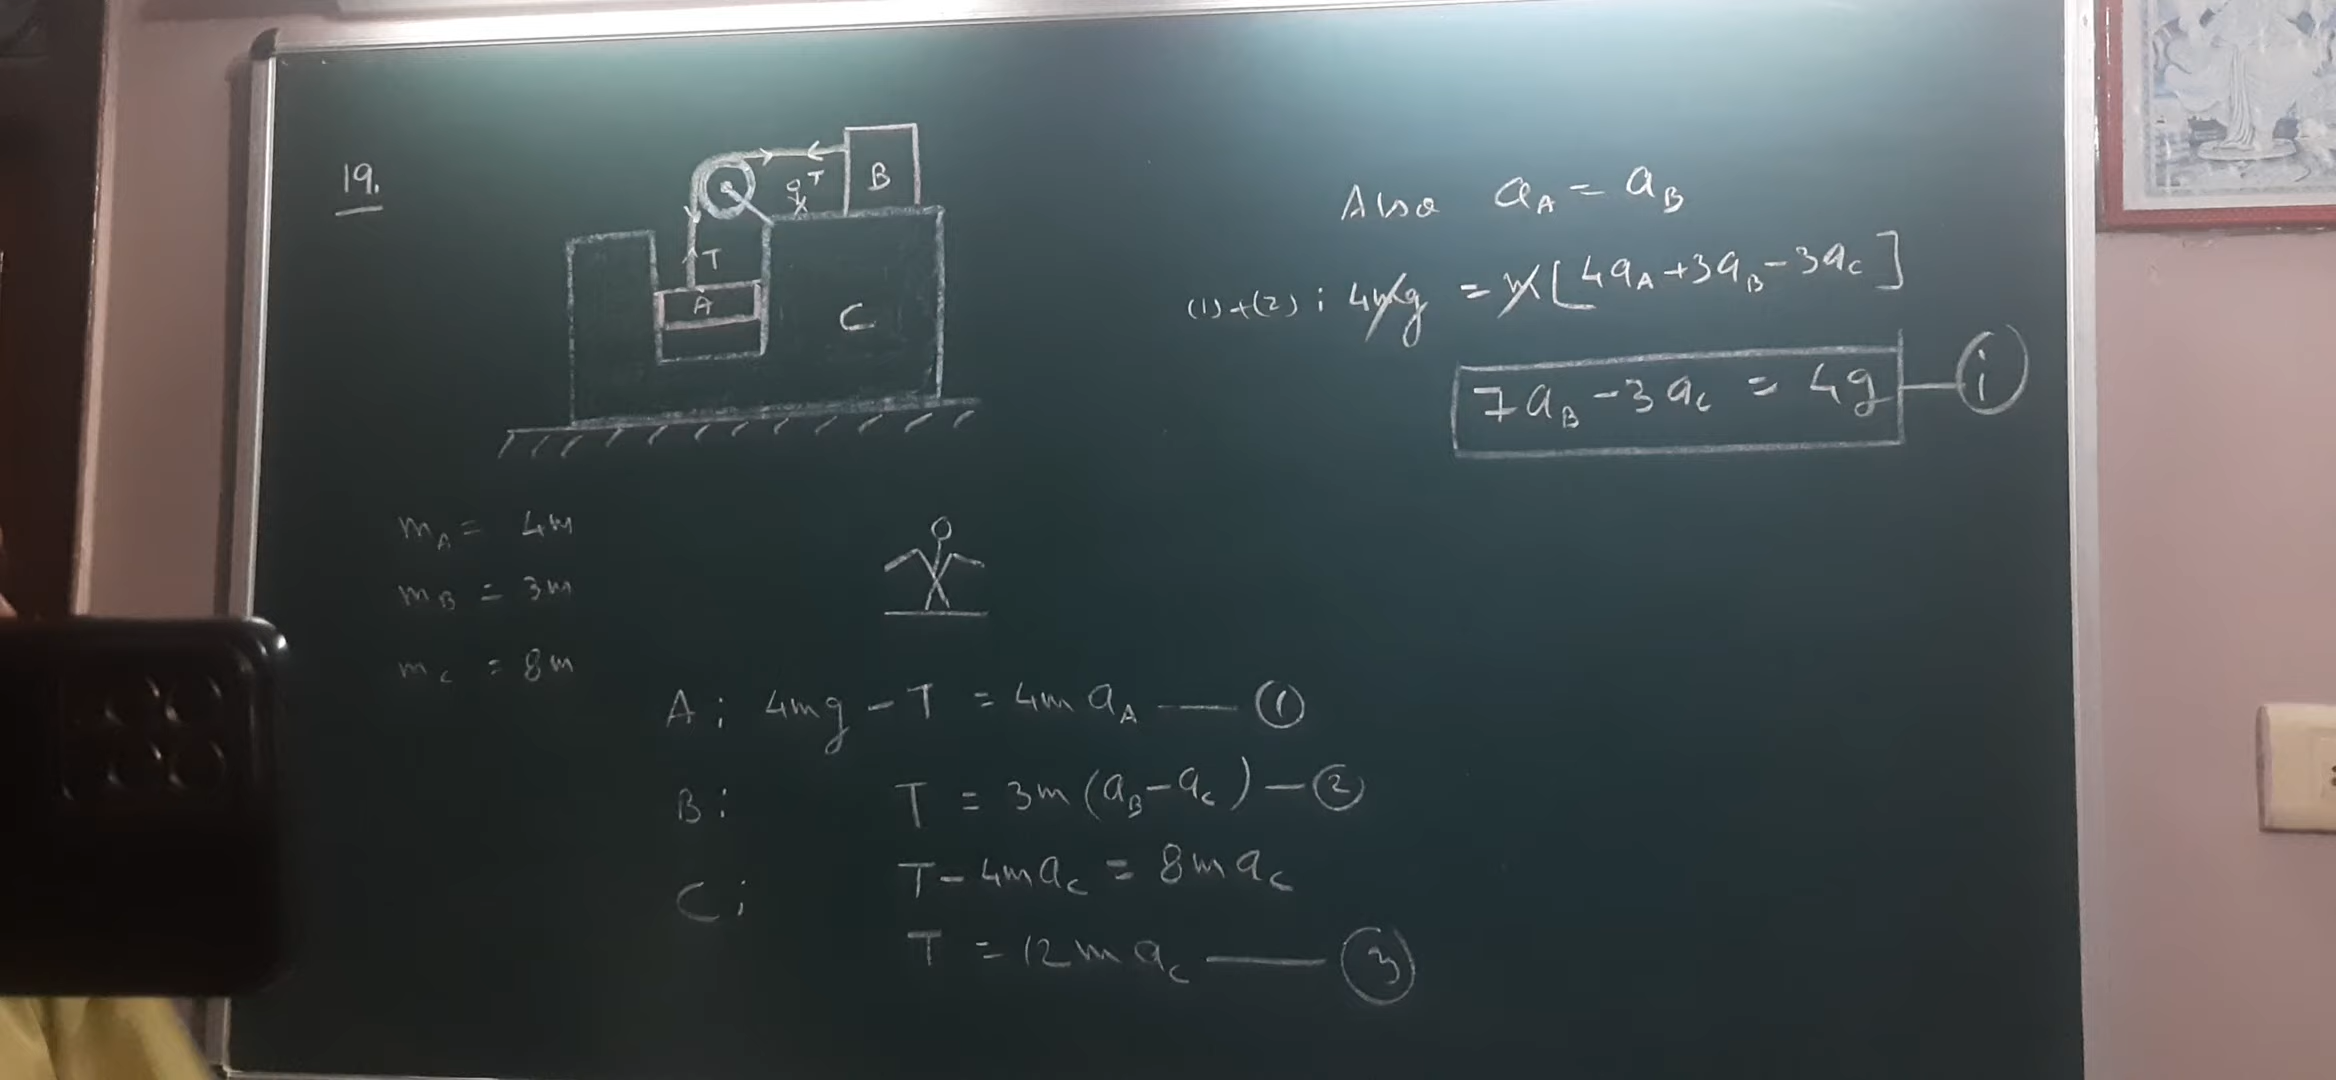 19.
B
T
T
A
C
m_A = 4m
m_B = 3m
m_C = 8m
A: 4mg - T = 4m a_A — ①
B: T = 3m(a_B - a_C) — ②
C: T - 4m a_C = 8m a_C
T = 12m a_C — ③
Also a_A = a_B
(1)+(2): 4mg = m[4a_A + 3a_B - 3a_C]
7a_B - 3a_C = 4g — ⓘ